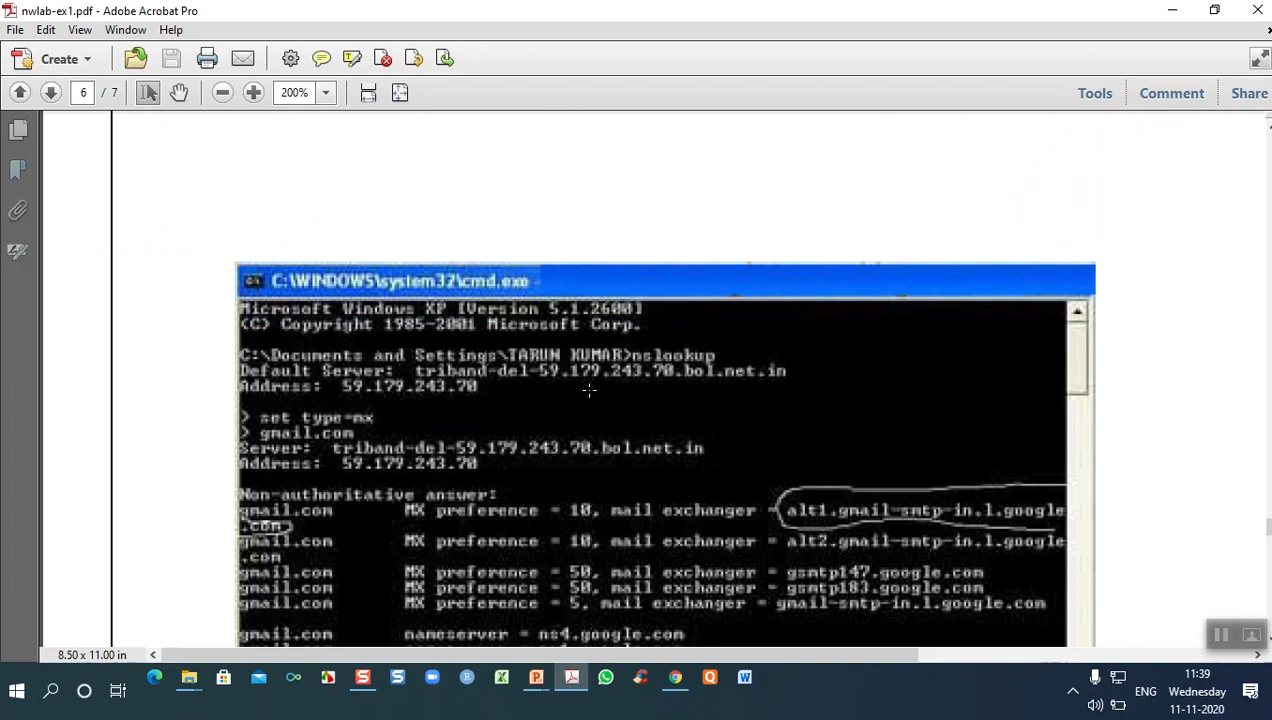 nwlab-ex1.pdf - Adobe Acrobat Pro
File Edit View Window Help
Create
6 / 7 200% Tools Comment Share
C:\WINDOWS\system32\cmd.exe
Microsoft Windows XP [Version 5.1.2600]
(C) Copyright 1985-2001 Microsoft Corp.
C:\Documents and Settings\TARUN KUMAR>nslookup
Default Server: triband-del-59.179.243.70.bol.net.in
Address: 59.179.243.70
> set type=mx
> gmail.com
Server: triband-del-59.179.243.70.bol.net.in
Address: 59.179.243.70
Non-authoritative answer:
gmail.com MX preference = 10, mail exchanger = alt1.gmail-smtp-in.l.google
.com
gmail.com MX preference = 10, mail exchanger = alt2.gmail-smtp-in.l.google
.com
gmail.com MX preference = 50, mail exchanger = gsmtp147.google.com
gmail.com MX preference = 50, mail exchanger = gsmtp183.google.com
gmail.com MX preference = 5, mail exchanger = gmail-smtp-in.l.google.com
gmail.com nameserver = ns4.google.com
8.50 x 11.00 in
11:39
ENG Wednesday
11-11-2020